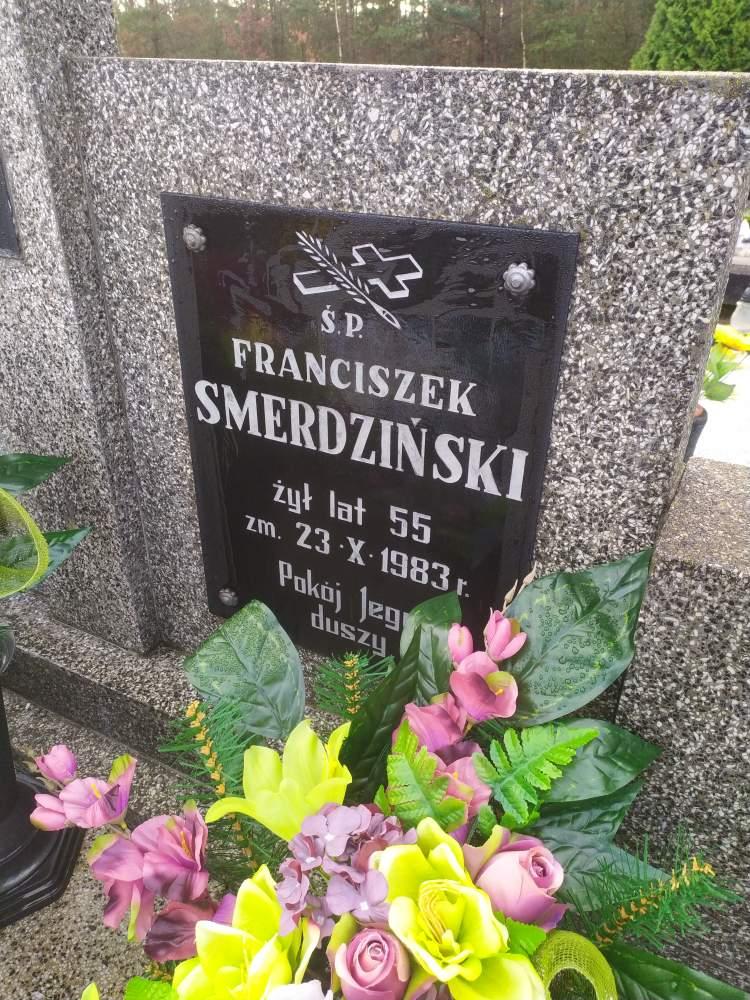 Ś.P.
FRANCISZEK
SMERDZIŃSKI
żył lat 55
zm. 23·X·1983 r.
Pokój Jego
duszy